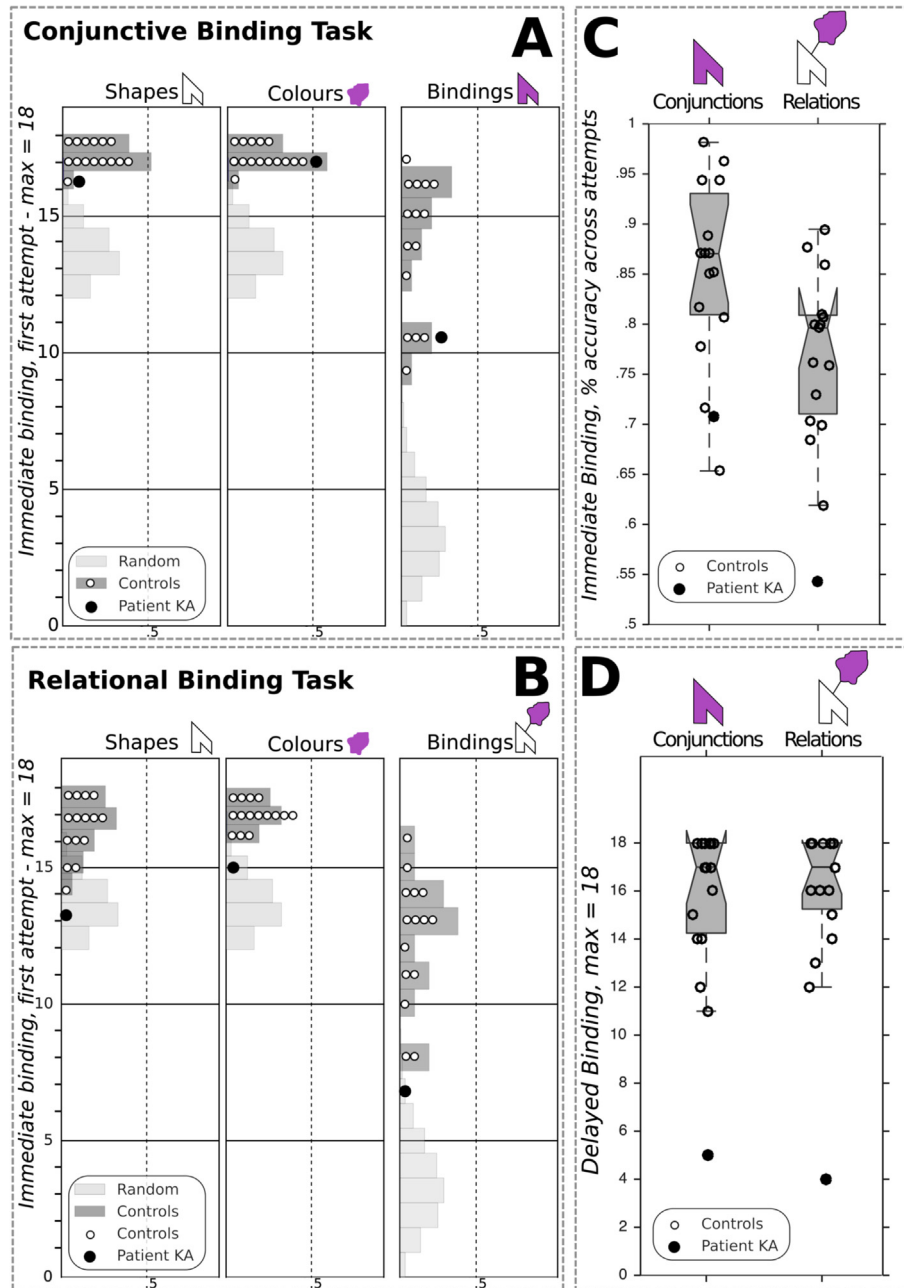 Conjunctive Binding Task
A
Shapes
Colours
Bindings
Immediate binding, first attempt - max = 18
15
10
5
0
Random
Controls
Patient KA
.5
.5
.5
C
Conjunctions
Relations
Immediate Binding, % accuracy across attempts
1
.95
.9
.85
.8
.75
.7
.65
.6
.55
.5
Controls
Patient KA
Relational Binding Task
B
Shapes
Colours
Bindings
Immediate binding, first attempt - max = 18
15
10
5
0
Random
Controls
Controls
Patient KA
.5
.5
.5
D
Conjunctions
Relations
Delayed Binding, max = 18
18
16
14
12
10
8
6
4
2
0
Controls
Patient KA